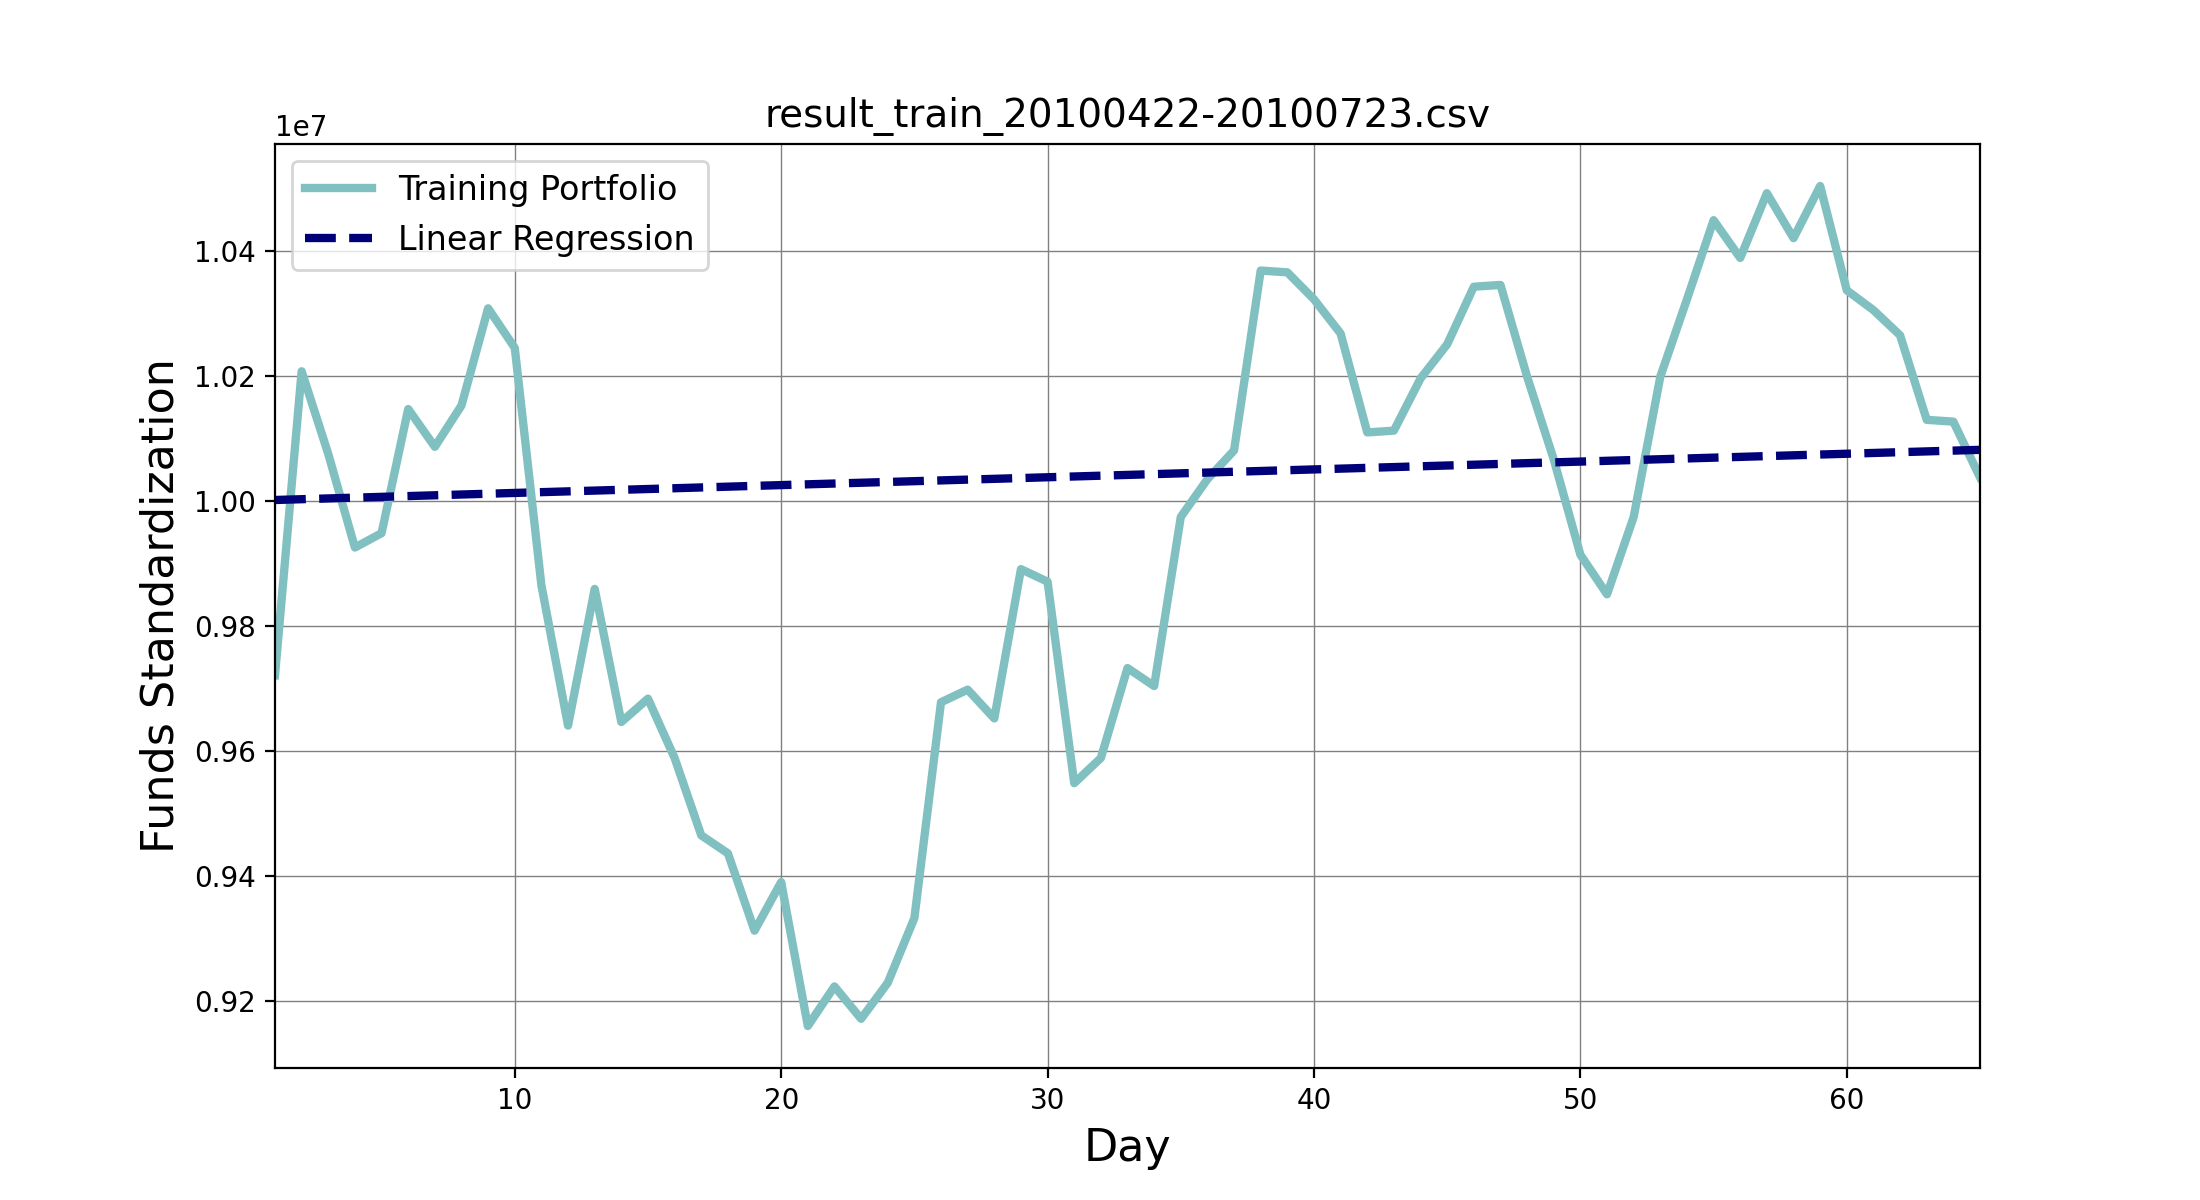 result_train_20100422-20100723.csv
1e7
Training Portfolio
Linear Regression
1.04
1.02
1.00
0.98
0.96
0.94
0.92
Funds Standardization
10 20 30 40 50 60
Day